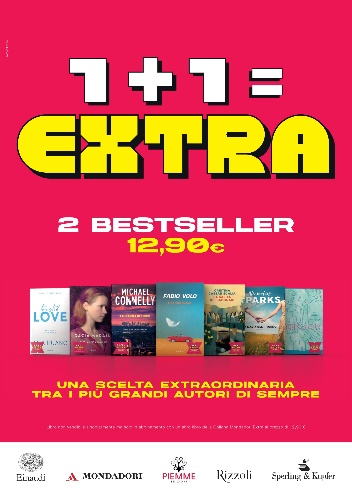 1+1=
EXTRA
2 BESTSELLER
12,90€
LOVE
MICHAEL
CONNELLY
FABIO VOLO
SPARKS
UNA SCELTA EXTRAORDINARIA
TRA I PIÙ GRANDI AUTORI DI SEMPRE
Einaudi
MONDADORI
PIEMME
Rizzoli
Sperling & Kupfer